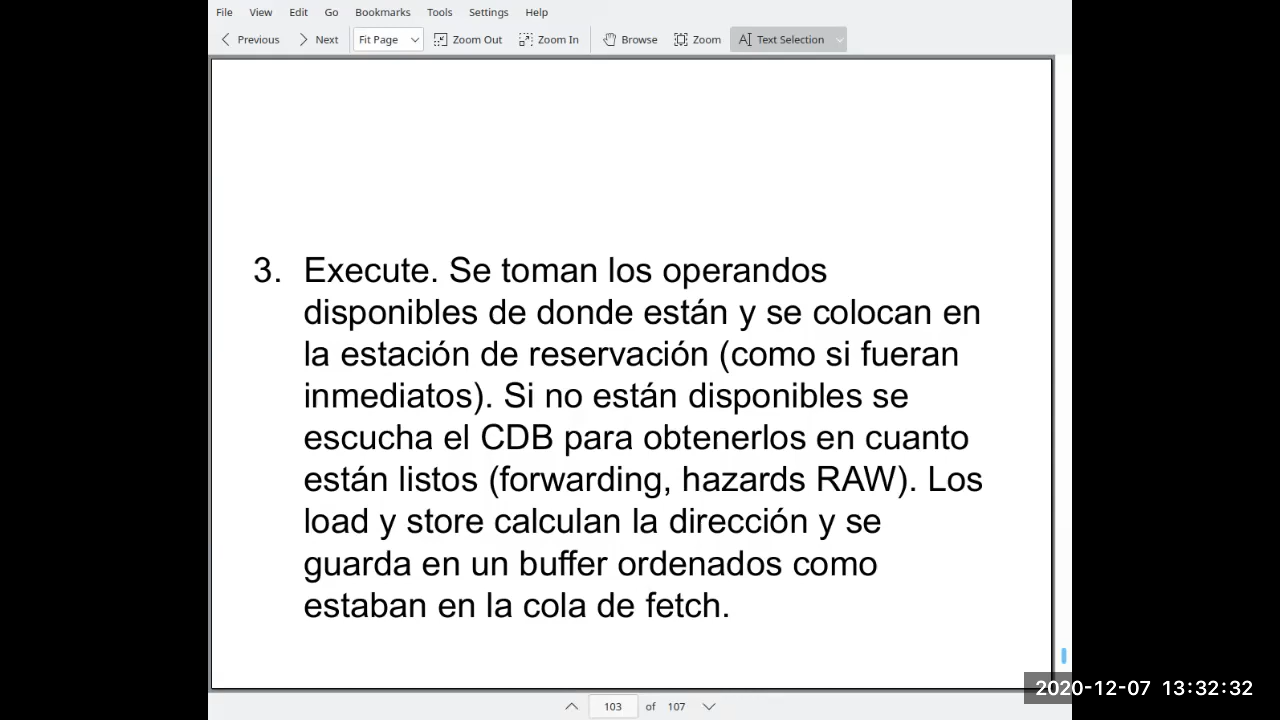 File View Edit Go Bookmarks Tools Settings Help
Previous Next Fit Page Zoom Out Zoom In Browse Zoom Text Selection
3. Execute. Se toman los operandos
disponibles de donde están y se colocan en
la estación de reservación (como si fueran
inmediatos). Si no están disponibles se
escucha el CDB para obtenerlos en cuanto
están listos (forwarding, hazards RAW). Los
load y store calculan la dirección y se
guarda en un buffer ordenados como
estaban en la cola de fetch.
2020-12-07 13:32:32
103 of 107